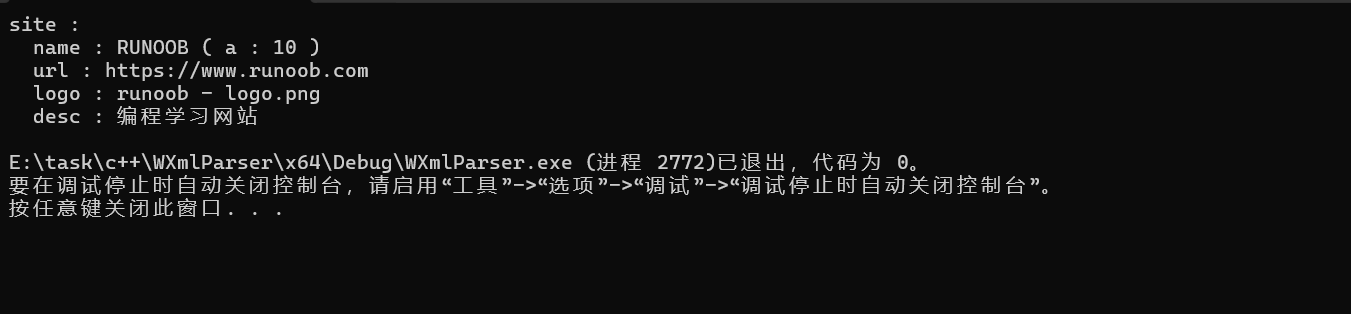 site :
  name : RUNOOB ( a : 10 )
  url : https://www.runoob.com
  logo : runoob - logo.png
  desc : 编程学习网站
E:\task\c++\WXmlParser\x64\Debug\WXmlParser.exe (进程 2772)已退出，代码为 0。
要在调试停止时自动关闭控制台，请启用“工具”->“选项”->“调试”->“调试停止时自动关闭控制台”。
按任意键关闭此窗口. . .